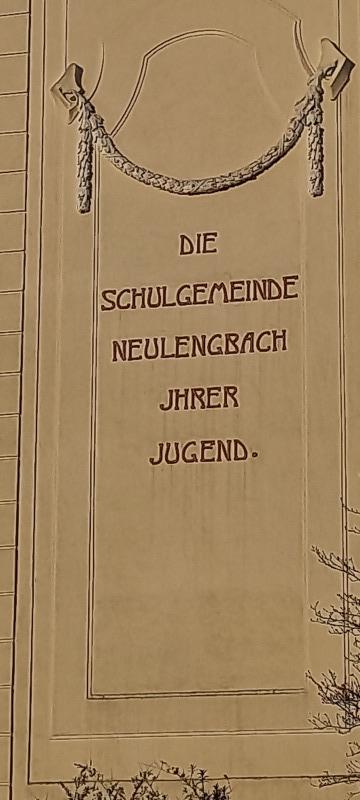 DIE
SCHULGEMEINDE
NEULENGBACH
JHRER
JUGEND.